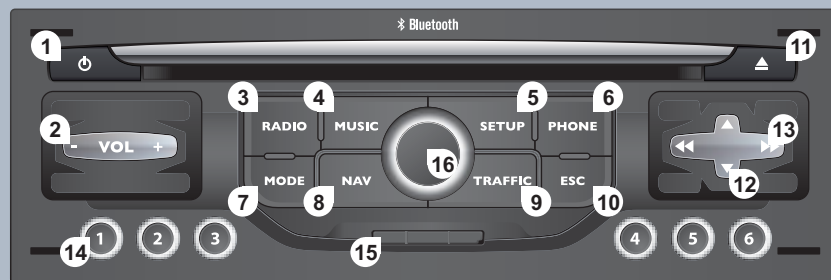 Bluetooth
1 11
3 4 5 6
RADIO MUSIC SETUP PHONE
2 - VOL + 13
16
MODE NAV TRAFFIC ESC
12
7 8 9 10
14 1 2 3 15 4 5 6